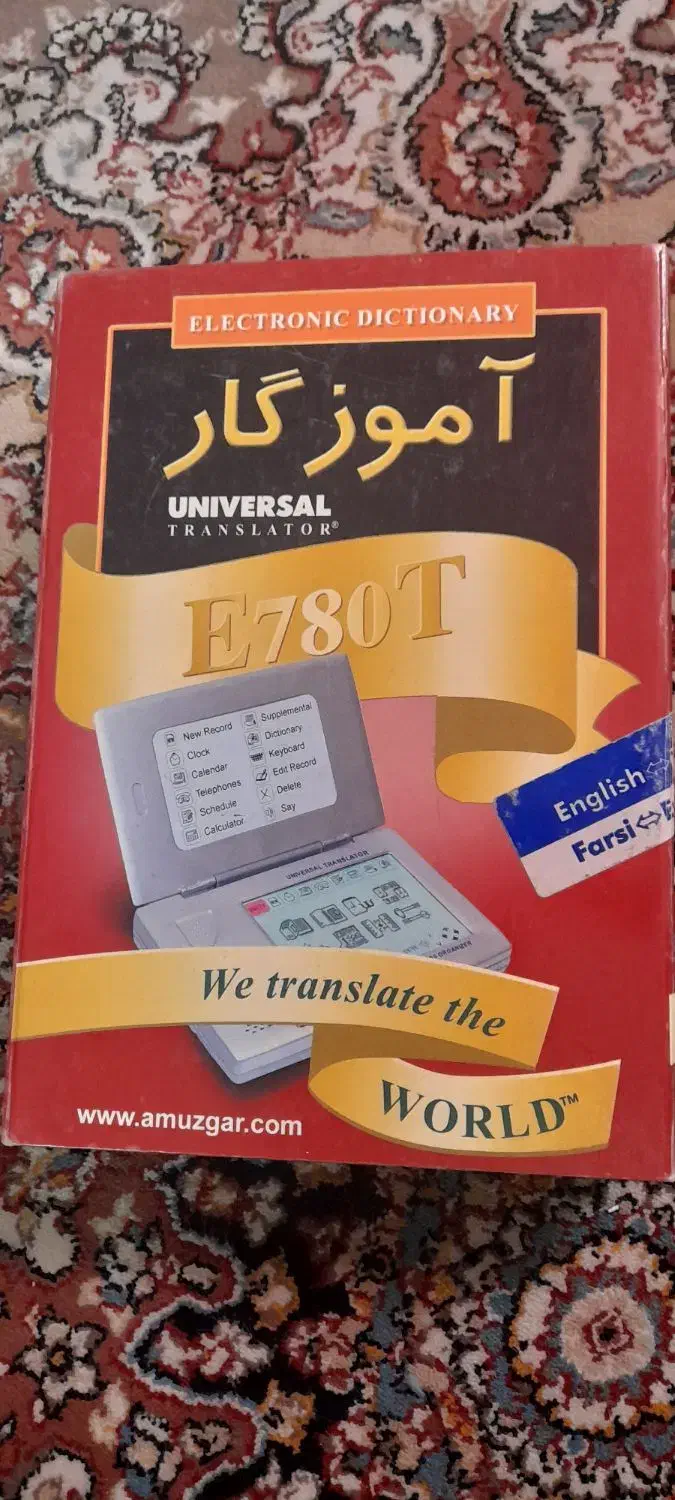 ELECTRONIC DICTIONARY
آموزگار
UNIVERSAL
TRANSLATOR®
E780T
New Record
Clock
Calendar
Telephones
Schedule
Calculator
Supplemental
Dictionary
Keyboard
Edit Record
Delete
Say
English ⇔
Farsi ⇔ E
UNIVERSAL TRANSLATOR
ORGANIZER
We translate the
WORLD™
www.amuzgar.com